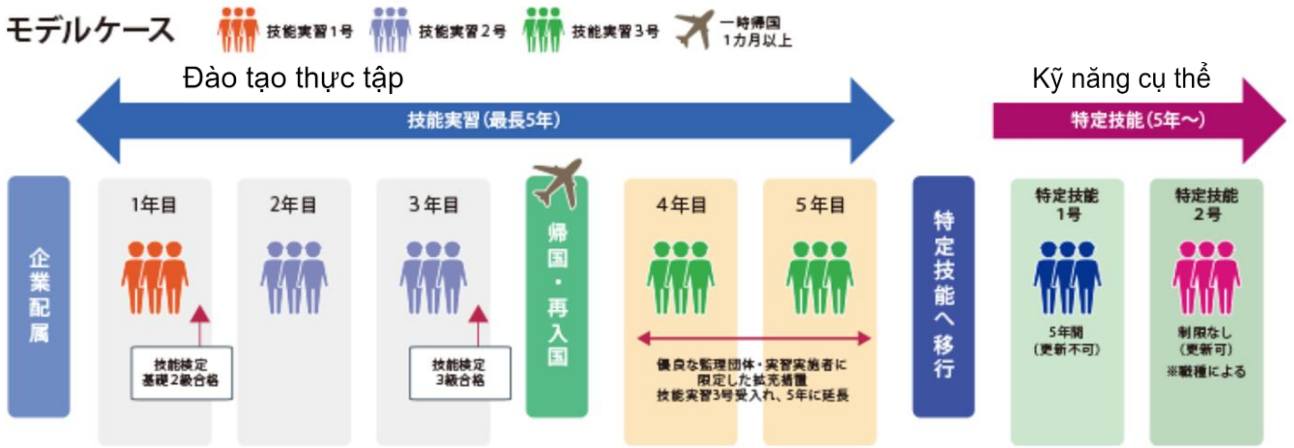 モデルケース
技能実習1号
技能実習2号
技能実習3号
一時帰国
1カ月以上
Đào tạo thực tập
Kỹ năng cụ thể
技能実習(最長5年)
特定技能(5年〜)
企業配属
1年目
2年目
3年目
技能検定
基礎2級合格
技能検定
3級合格
帰国・再入国
4年目
5年目
優良な監理団体・実習実施者に
限定した拡充措置
技能実習3号受入れ、5年に延長
特定技能へ移行
特定技能
1号
5年間
(更新不可)
特定技能
2号
制限なし
(更新可)
※職種による